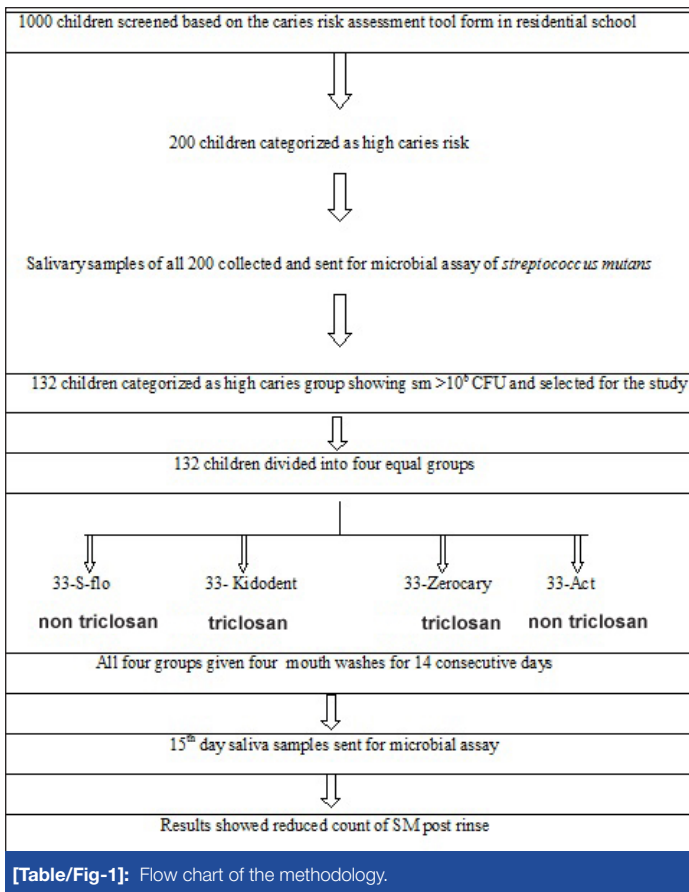 1000 children screened based on the caries risk assessment tool form in residential school
200 children categorized as high caries risk
Salivary samples of all 200 collected and sent for microbial assay of streptococcus mutans
132 children categorized as high caries group showing sm >10⁶ CFU and selected for the study
132 children divided into four equal groups
33-S-flo 33- Kidodent 33-Zerocary 33-Act
non triclosan triclosan triclosan non triclosan
All four groups given four mouth washes for 14 consecutive days
15th day saliva samples sent for microbial assay
Results showed reduced count of SM post rinse
[Table/Fig-1]: Flow chart of the methodology.